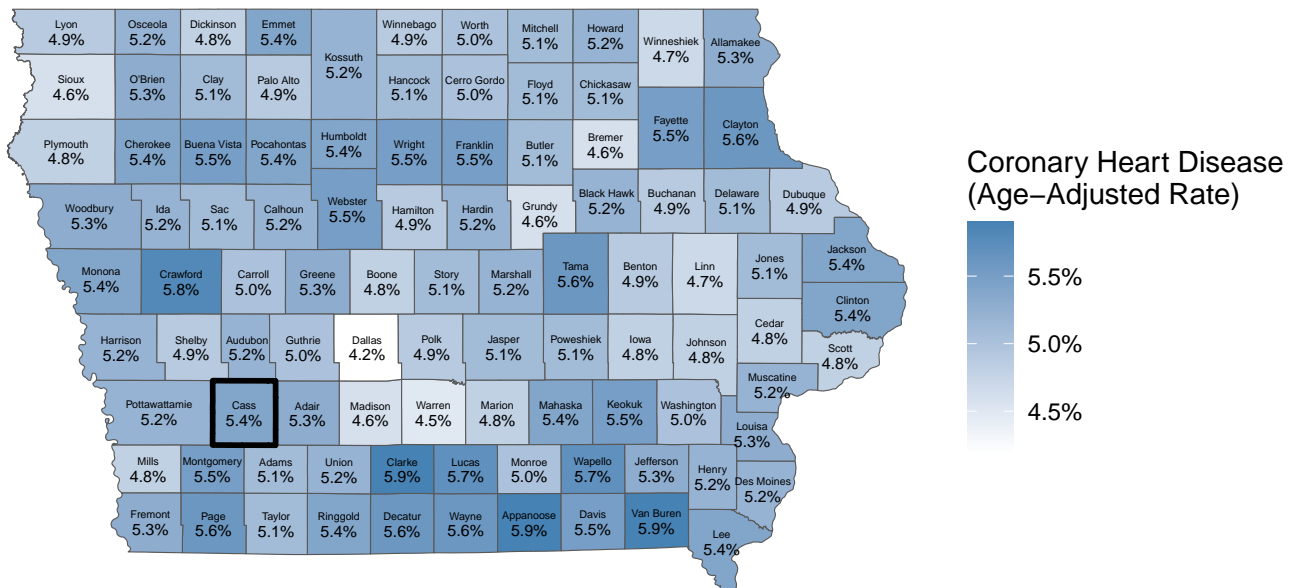 Lyon
4.9%
Osceola
5.2%
Dickinson
4.8%
Emmet
5.4%
Kossuth
5.2%
Winnebago
4.9%
Worth
5.0%
Mitchell
5.1%
Howard
5.2%
Winneshiek
4.7%
Allamakee
5.3%
Sioux
4.6%
O'Brien
5.3%
Clay
5.1%
Palo Alto
4.9%
Hancock
5.1%
Cerro Gordo
5.0%
Floyd
5.1%
Chickasaw
5.1%
Fayette
5.5%
Clayton
5.6%
Plymouth
4.8%
Cherokee
5.4%
Buena Vista
5.5%
Pocahontas
5.4%
Humboldt
5.4%
Wright
5.5%
Franklin
5.5%
Butler
5.1%
Bremer
4.6%
Woodbury
5.3%
Ida
5.2%
Sac
5.1%
Calhoun
5.2%
Webster
5.5%
Hamilton
4.9%
Hardin
5.2%
Grundy
4.6%
Black Hawk
5.2%
Buchanan
4.9%
Delaware
5.1%
Dubuque
4.9%
Monona
5.4%
Crawford
5.8%
Carroll
5.0%
Greene
5.3%
Boone
4.8%
Story
5.1%
Marshall
5.2%
Tama
5.6%
Benton
4.9%
Linn
4.7%
Jones
5.1%
Jackson
5.4%
Clinton
5.4%
Harrison
5.2%
Shelby
4.9%
Audubon
5.2%
Guthrie
5.0%
Dallas
4.2%
Polk
4.9%
Jasper
5.1%
Poweshiek
5.1%
Iowa
4.8%
Johnson
4.8%
Cedar
4.8%
Scott
4.8%
Muscatine
5.2%
Pottawattamie
5.2%
Cass
5.4%
Adair
5.3%
Madison
4.6%
Warren
4.5%
Marion
4.8%
Mahaska
5.4%
Keokuk
5.5%
Washington
5.0%
Louisa
5.3%
Mills
4.8%
Montgomery
5.5%
Adams
5.1%
Union
5.2%
Clarke
5.9%
Lucas
5.7%
Monroe
5.0%
Wapello
5.7%
Jefferson
5.3%
Henry
5.2%
Des Moines
5.2%
Fremont
5.3%
Page
5.6%
Taylor
5.1%
Ringgold
5.4%
Decatur
5.6%
Wayne
5.6%
Appanoose
5.9%
Davis
5.5%
Van Buren
5.9%
Lee
5.4%
Coronary Heart Disease
(Age−Adjusted Rate)
5.5%
5.0%
4.5%